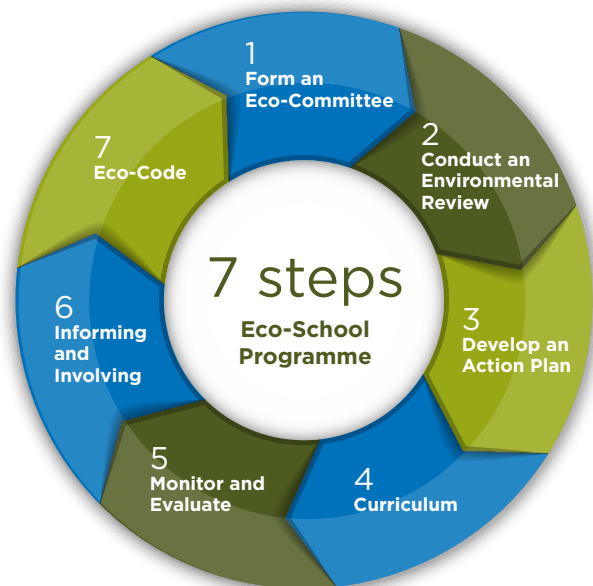 7 steps
Eco-School
Programme
1
Form an
Eco-Committee
2
Conduct an
Environmental
Review
3
Develop an
Action Plan
4
Curriculum
5
Monitor and
Evaluate
6
Informing
and
Involving
7
Eco-Code